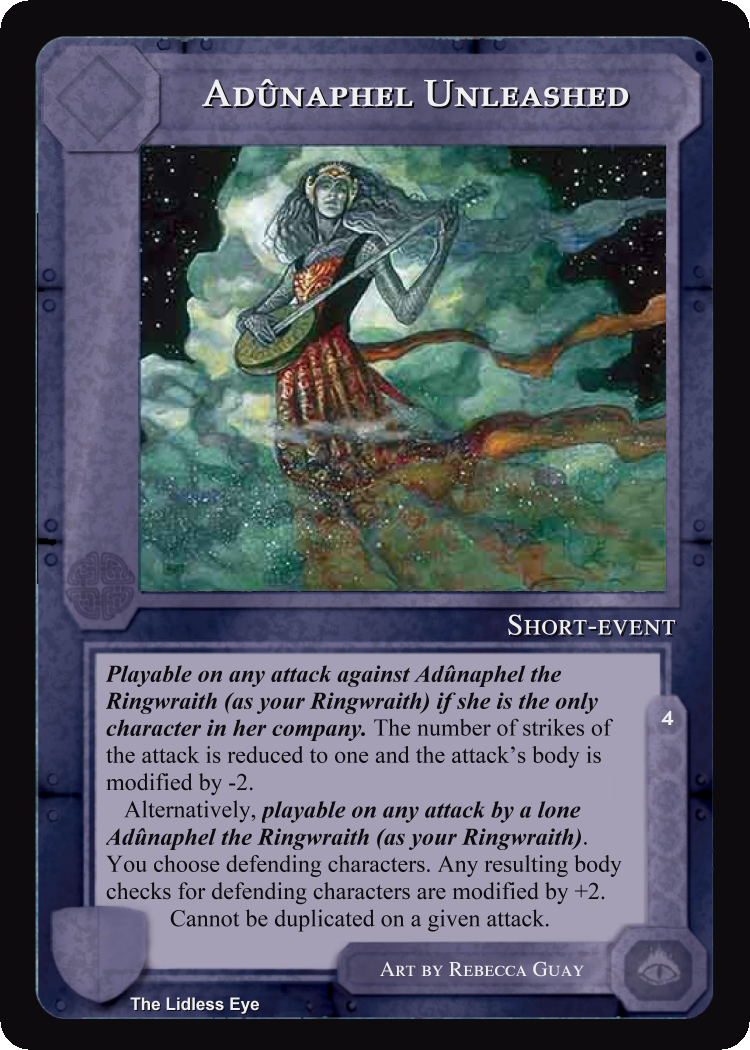 Adûnaphel Unleashed
Short-event
Playable on any attack against Adûnaphel the
Ringwraith (as your Ringwraith) if she is the only
character in her company. The number of strikes of
the attack is reduced to one and the attack's body is
modified by -2.
Alternatively, playable on any attack by a lone
Adûnaphel the Ringwraith (as your Ringwraith).
You choose defending characters. Any resulting body
checks for defending characters are modified by +2.
Cannot be duplicated on a given attack.
4
Art by Rebecca Guay
The Lidless Eye